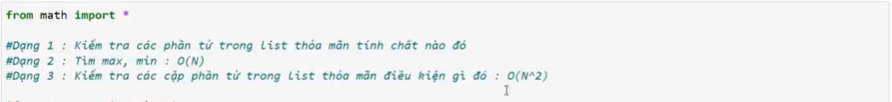 from math import *
#Dạng 1 : Kiểm tra các phần tử trong list thỏa mãn tính chất nào đó
#Dạng 2 : Tìm max, min : O(N)
#Dạng 3 : Kiểm tra các cặp phần tử trong list thỏa mãn điều kiện gì đó : O(N^2)